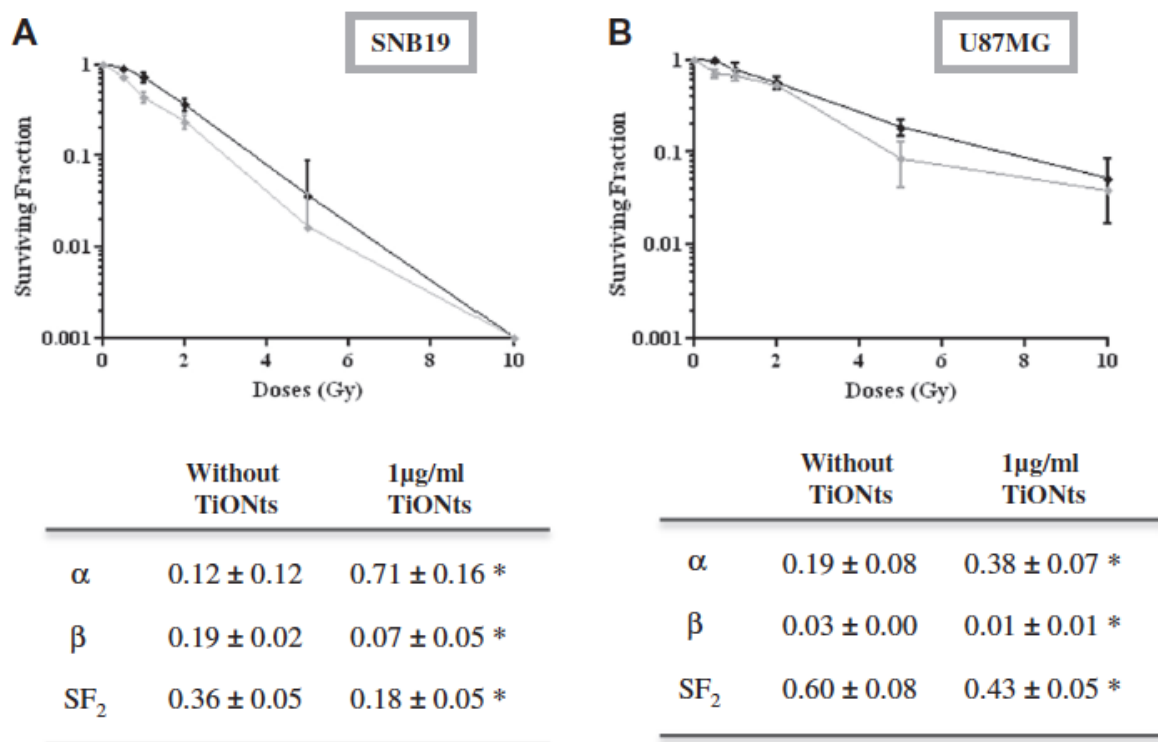 A
SNB19
1
0.1
0.01
0.001
Surviving Fraction
0 2 4 6 8 10
Doses (Gy)
Without TiONts
1µg/ml TiONts
α 0.12 ± 0.12 0.71 ± 0.16 *
β 0.19 ± 0.02 0.07 ± 0.05 *
SF₂ 0.36 ± 0.05 0.18 ± 0.05 *
B
U87MG
1
0.1
0.01
0.001
Surviving Fraction
0 2 4 6 8 10
Doses (Gy)
Without TiONts
1µg/ml TiONts
α 0.19 ± 0.08 0.38 ± 0.07 *
β 0.03 ± 0.00 0.01 ± 0.01 *
SF₂ 0.60 ± 0.08 0.43 ± 0.05 *